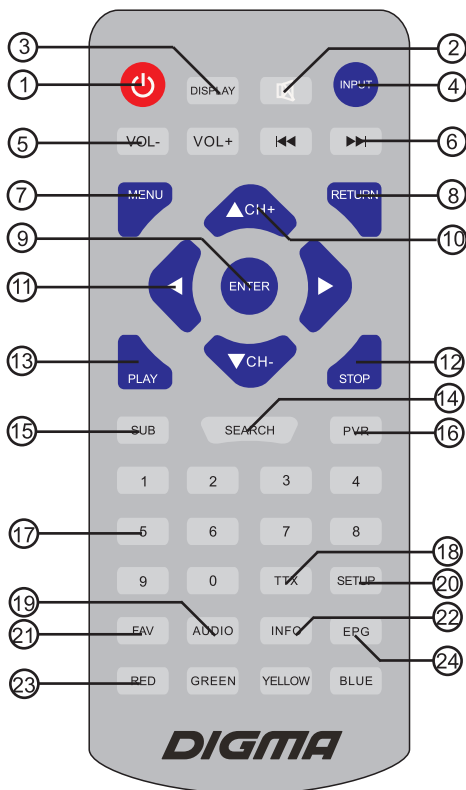 3 2
1 DISPLAY INPUT 4
5 VOL- VOL+ 6
7 MENU RETURN 8
CH+
9 10
11 ENTER
CH-
13 PLAY STOP 12
14
15 SUB SEARCH PVR 16
1 2 3 4
17 5 6 7 8
18
9 0 TTX SETUP 20
19
21 FAV AUDIO INFO EPG 22
24
23 RED GREEN YELLOW BLUE
DIGMA